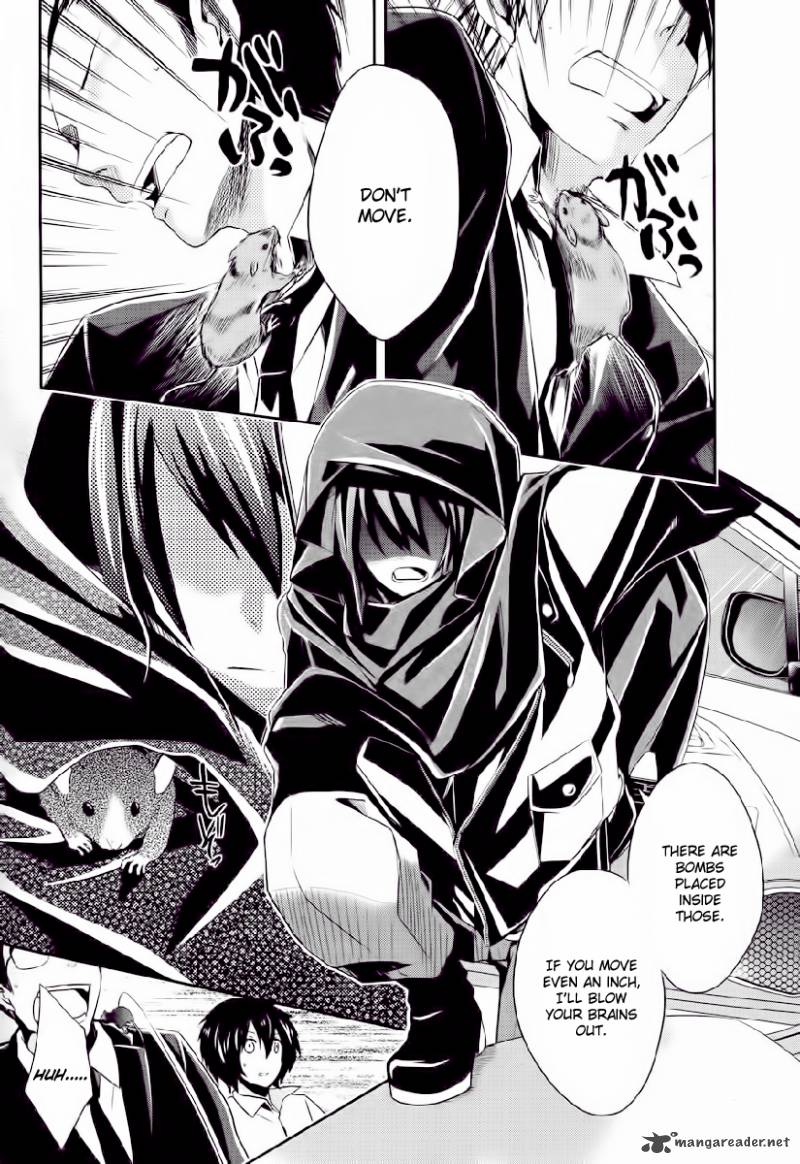 がぶっ
がぶっ
DON'T
MOVE.
THERE ARE
BOMBS
PLACED
INSIDE
THOSE.
IF YOU MOVE
EVEN AN INCH,
I'LL BLOW
YOUR BRAINS
OUT.
HUH.....
mangareader.net